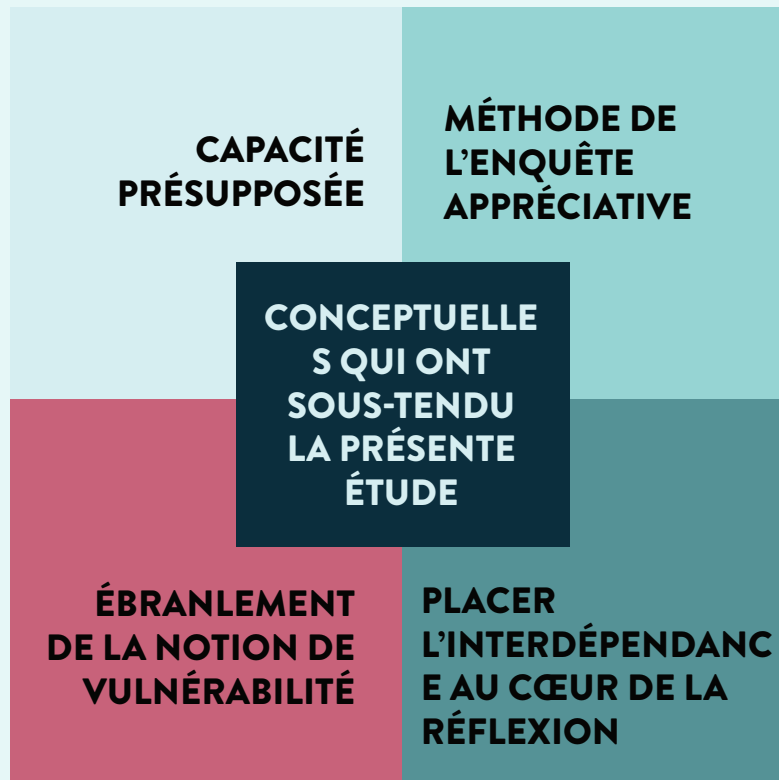 CAPACITÉ
PRÉSUPPOSÉE
MÉTHODE DE
L'ENQUÊTE
APPRÉCIATIVE
CONCEPTUELLE
S QUI ONT
SOUS-TENDU
LA PRÉSENTE
ÉTUDE
ÉBRANLEMENT
DE LA NOTION DE
VULNÉRABILITÉ
PLACER
L'INTERDÉPENDANC
E AU CŒUR DE LA
RÉFLEXION